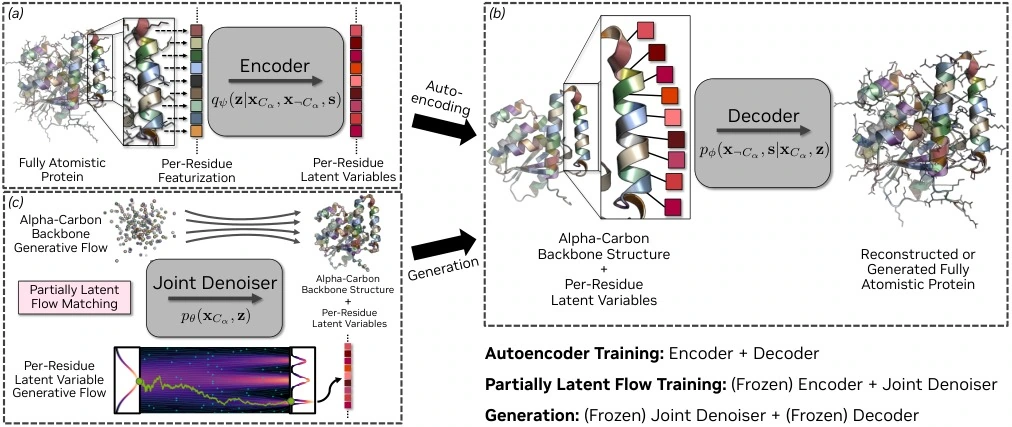 (a)
Encoder
q_ψ(z|x_{C_α}, x_{¬C_α}, s)
Fully Atomistic
Protein
Per-Residue
Featurization
Per-Residue
Latent Variables
Auto-
encoding
(b)
Decoder
p_ϕ(x_{¬C_α}, s|x_{C_α}, z)
Alpha-Carbon
Backbone Structure
+
Per-Residue
Latent Variables
Reconstructed or
Generated Fully
Atomistic Protein
(c)
Alpha-Carbon
Backbone
Generative Flow
Partially Latent
Flow Matching
Joint Denoiser
p_θ(x_{C_α}, z)
Alpha-Carbon
Backbone Structure
+
Per-Residue
Latent Variables
Per-Residue
Latent Variable
Generative Flow
Generation
Autoencoder Training: Encoder + Decoder
Partially Latent Flow Training: (Frozen) Encoder + Joint Denoiser
Generation: (Frozen) Joint Denoiser + (Frozen) Decoder